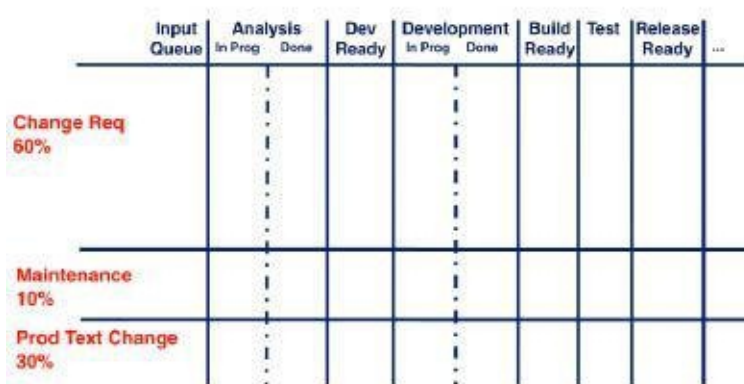 Input Analysis Dev Development Build Test Release
Queue In Prog Done Ready In Prog Done Ready Ready ...
Change Req
60%
Maintenance
10%
Prod Text Change
30%